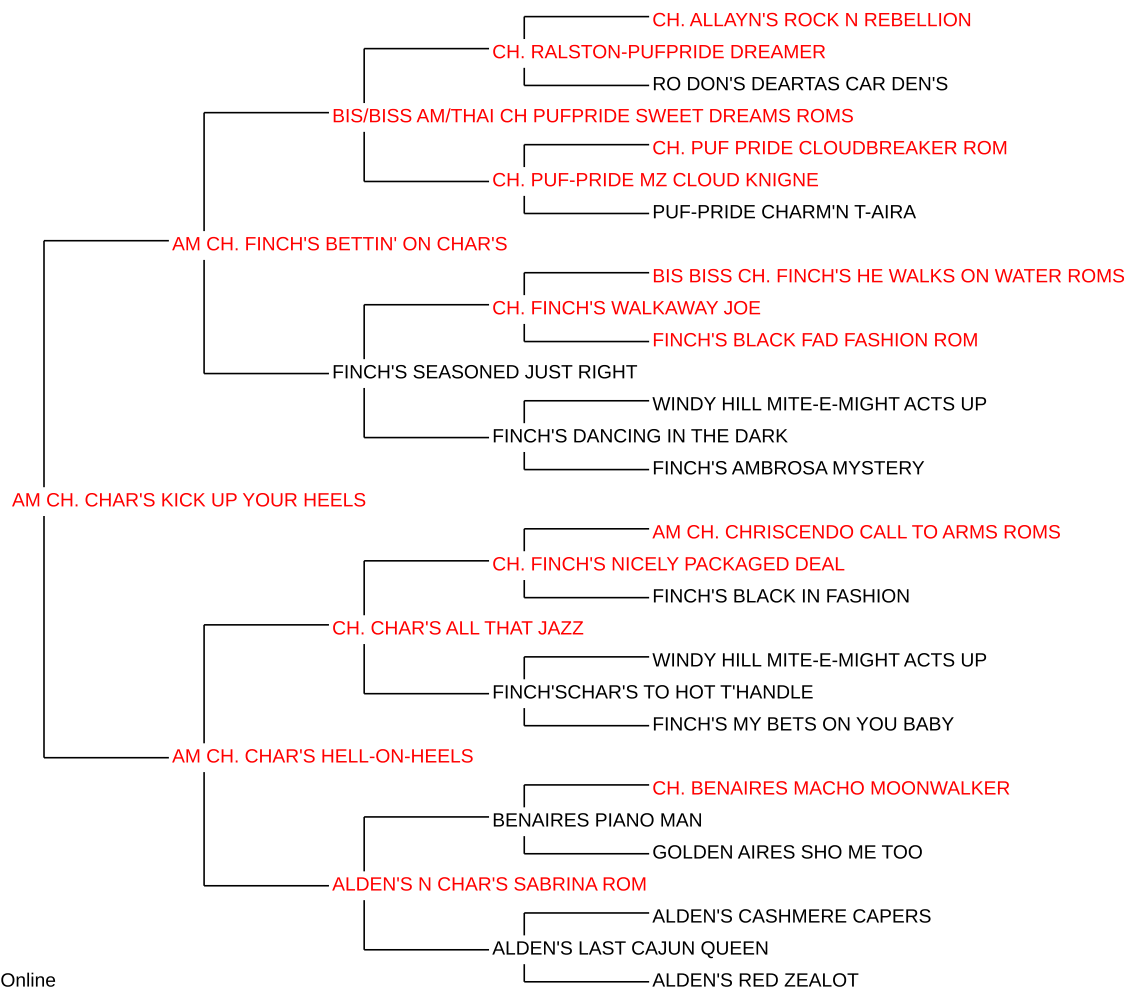 CH. ALLAYN'S ROCK N REBELLION
CH. RALSTON-PUFPRIDE DREAMER
RO DON'S DEARTAS CAR DEN'S
BIS/BISS AM/THAI CH PUFPRIDE SWEET DREAMS ROMS
CH. PUF PRIDE CLOUDBREAKER ROM
CH. PUF-PRIDE MZ CLOUD KNIGNE
PUF-PRIDE CHARM'N T-AIRA
AM CH. FINCH'S BETTIN' ON CHAR'S
BIS BISS CH. FINCH'S HE WALKS ON WATER ROMS
CH. FINCH'S WALKAWAY JOE
FINCH'S BLACK FAD FASHION ROM
FINCH'S SEASONED JUST RIGHT
WINDY HILL MITE-E-MIGHT ACTS UP
FINCH'S DANCING IN THE DARK
FINCH'S AMBROSA MYSTERY
AM CH. CHAR'S KICK UP YOUR HEELS
AM CH. CHRISCENDO CALL TO ARMS ROMS
CH. FINCH'S NICELY PACKAGED DEAL
FINCH'S BLACK IN FASHION
CH. CHAR'S ALL THAT JAZZ
WINDY HILL MITE-E-MIGHT ACTS UP
FINCH'SCHAR'S TO HOT T'HANDLE
FINCH'S MY BETS ON YOU BABY
AM CH. CHAR'S HELL-ON-HEELS
CH. BENAIRES MACHO MOONWALKER
BENAIRES PIANO MAN
GOLDEN AIRES SHO ME TOO
ALDEN'S N CHAR'S SABRINA ROM
ALDEN'S CASHMERE CAPERS
ALDEN'S LAST CAJUN QUEEN
ALDEN'S RED ZEALOT
Online